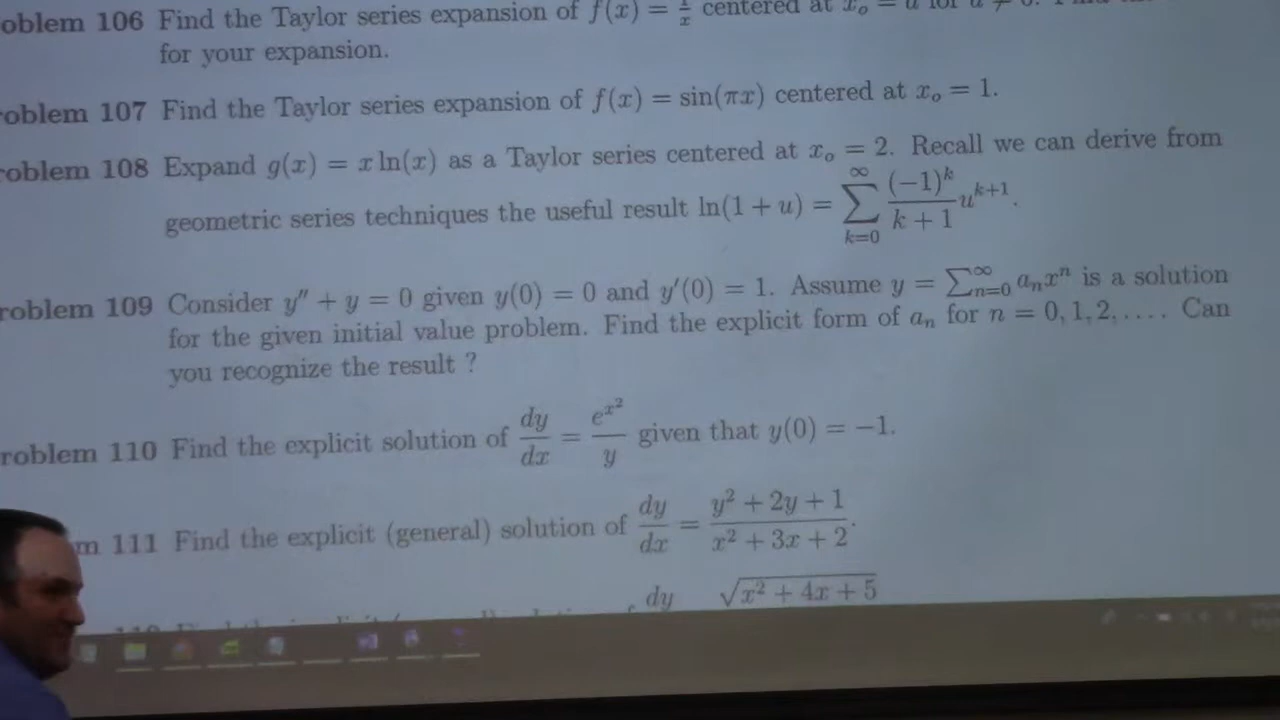 oblem 106 Find the Taylor series expansion of f(x) = 1/x centered at x_o = a for a ≠ 0.
for your expansion.
roblem 107 Find the Taylor series expansion of f(x) = sin(πx) centered at x_o = 1.
roblem 108 Expand g(x) = x ln(x) as a Taylor series centered at x_o = 2. Recall we can derive from
geometric series techniques the useful result ln(1 + u) = ∑_{k=0}^{∞} (-1)^k/(k + 1) u^{k+1}.
roblem 109 Consider y″ + y = 0 given y(0) = 0 and y′(0) = 1. Assume y = ∑_{n=0}^{∞} a_n x^n is a solution
for the given initial value problem. Find the explicit form of a_n for n = 0, 1, 2, .... Can
you recognize the result ?
roblem 110 Find the explicit solution of dy/dx = e^{x^2}/y given that y(0) = −1.
m 111 Find the explicit (general) solution of dy/dx = (y^2 + 2y + 1)/(x^2 + 3x + 2).
dy √(x^2 + 4x + 5)